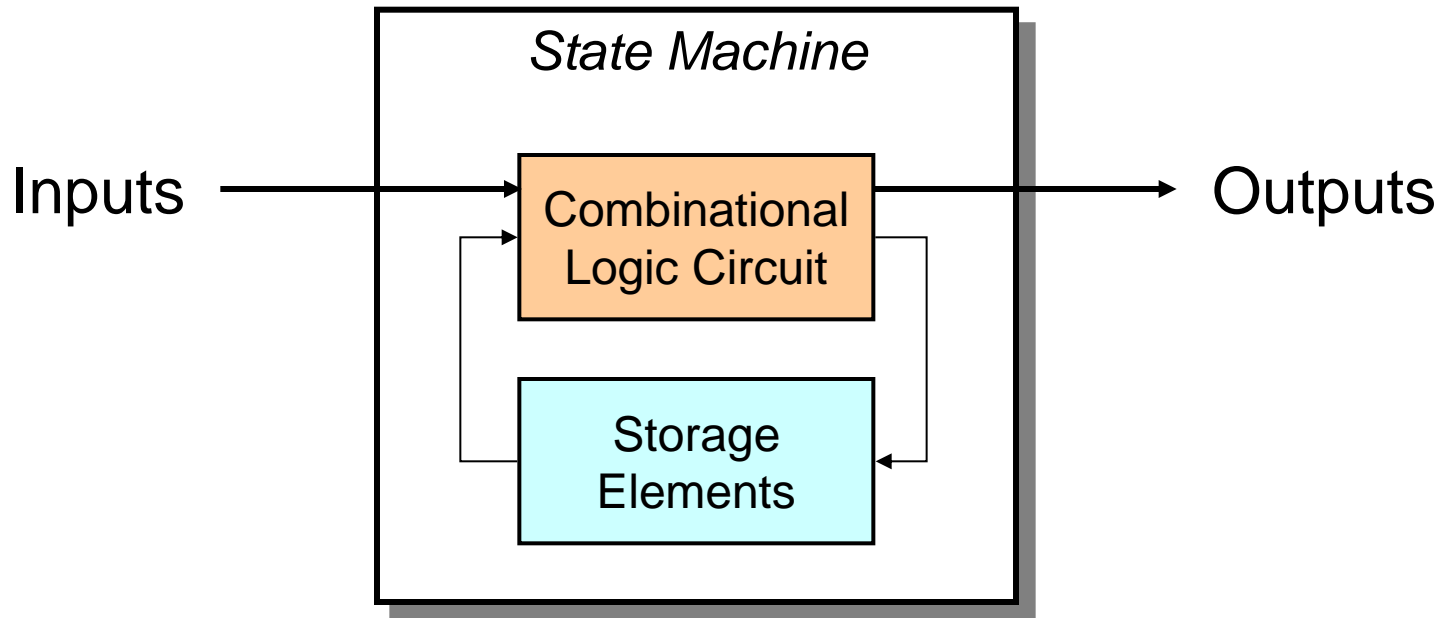 State Machine
Inputs
Combinational
Logic Circuit
Outputs
Storage
Elements